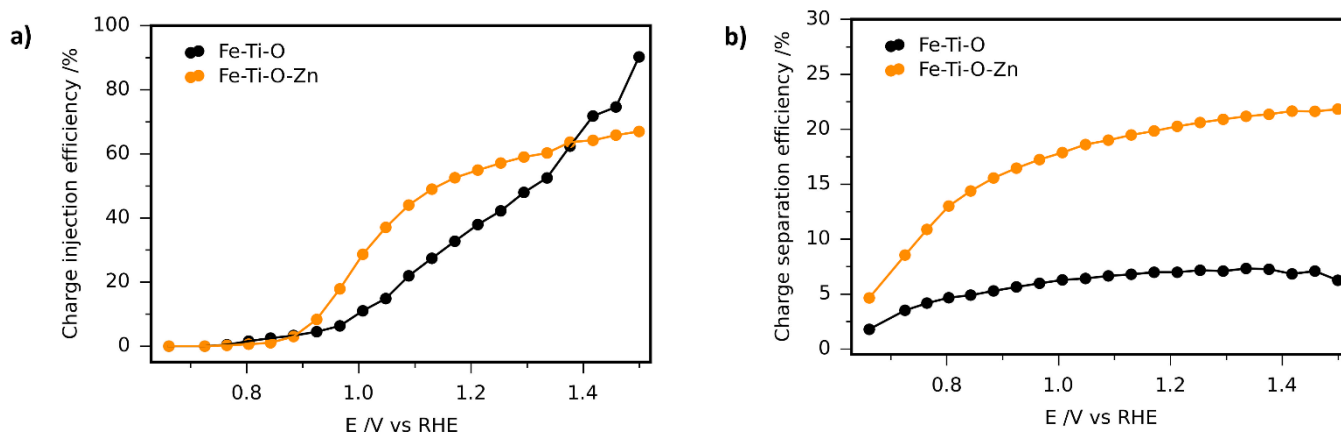 a)
Charge injection efficiency /%
100
80
60
40
20
0
Fe-Ti-O
Fe-Ti-O-Zn
0.8 1.0 1.2 1.4
E /V vs RHE
b)
Charge separation efficiency /%
30
25
20
15
10
5
0
Fe-Ti-O
Fe-Ti-O-Zn
0.8 1.0 1.2 1.4
E /V vs RHE